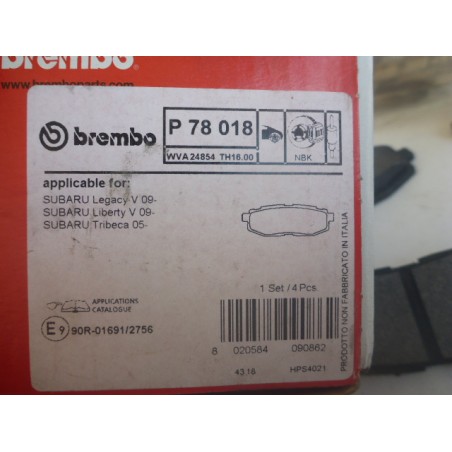 brembo
www.bremboparts.com
brembo
P 78 018
WVA 24854 TH16.00
NBK
applicable for:
SUBARU Legacy V 09-
SUBARU Liberty V 09-
SUBARU Tribeca 05-
1 Set / 4 Pcs.
APPLICATIONS
CATALOGUE
E 9 90R-01691/2756
8 020584 090862
43.16 HPS4021
PRODOTTO NON FABBRICATO IN ITALIA